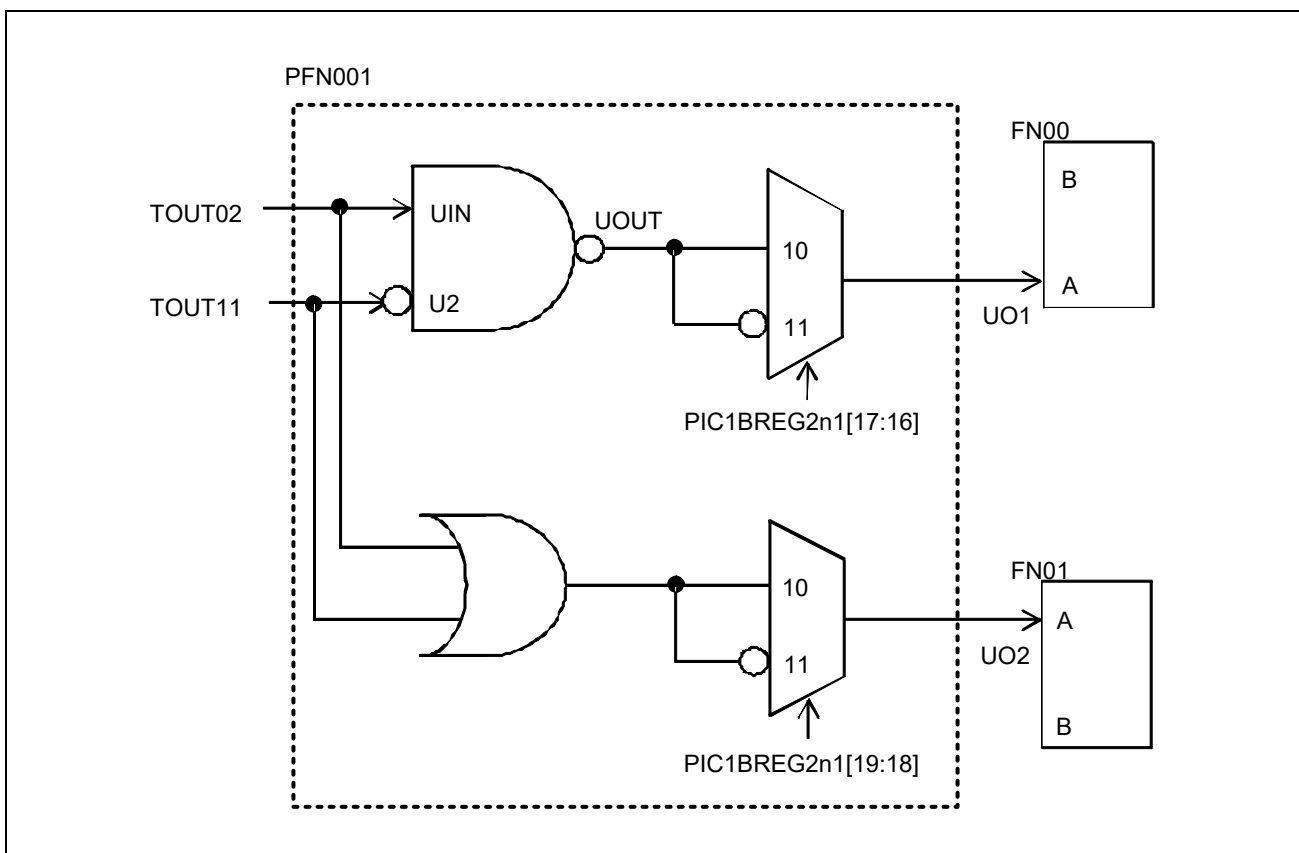 PFN001
FN00
B
TOUT02
UIN
UOUT
10
TOUT11
U2
A
11
UO1
PIC1BREG2n1[17:16]
FN01
10
A
11
UO2
B
PIC1BREG2n1[19:18]